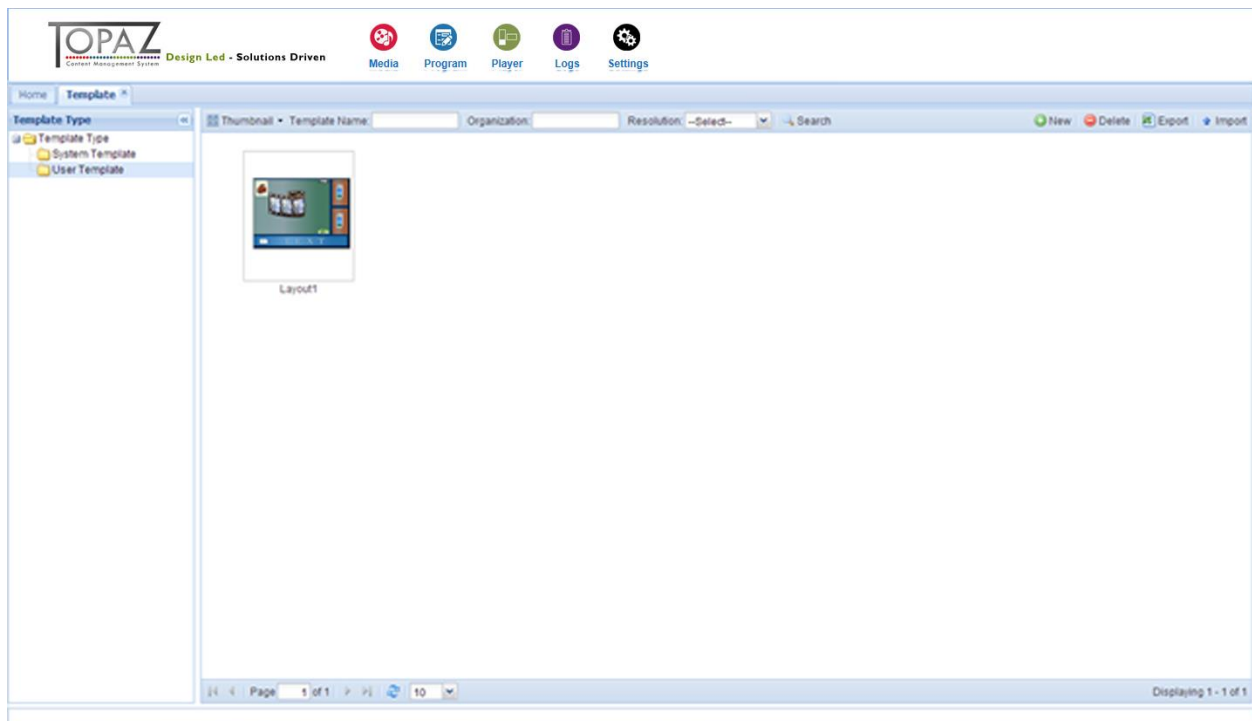 TOPAZ
Content Management System
Design Led - Solutions Driven
Media
Program
Player
Logs
Settings
Home
Template
Template Type
Template Type
System Template
User Template
Thumbnail
Template Name:
Organization:
Resolution:
--Select--
Search
New
Delete
Export
Import
TEXT
Layout1
Page 1 of 1
10
Displaying 1 - 1 of 1